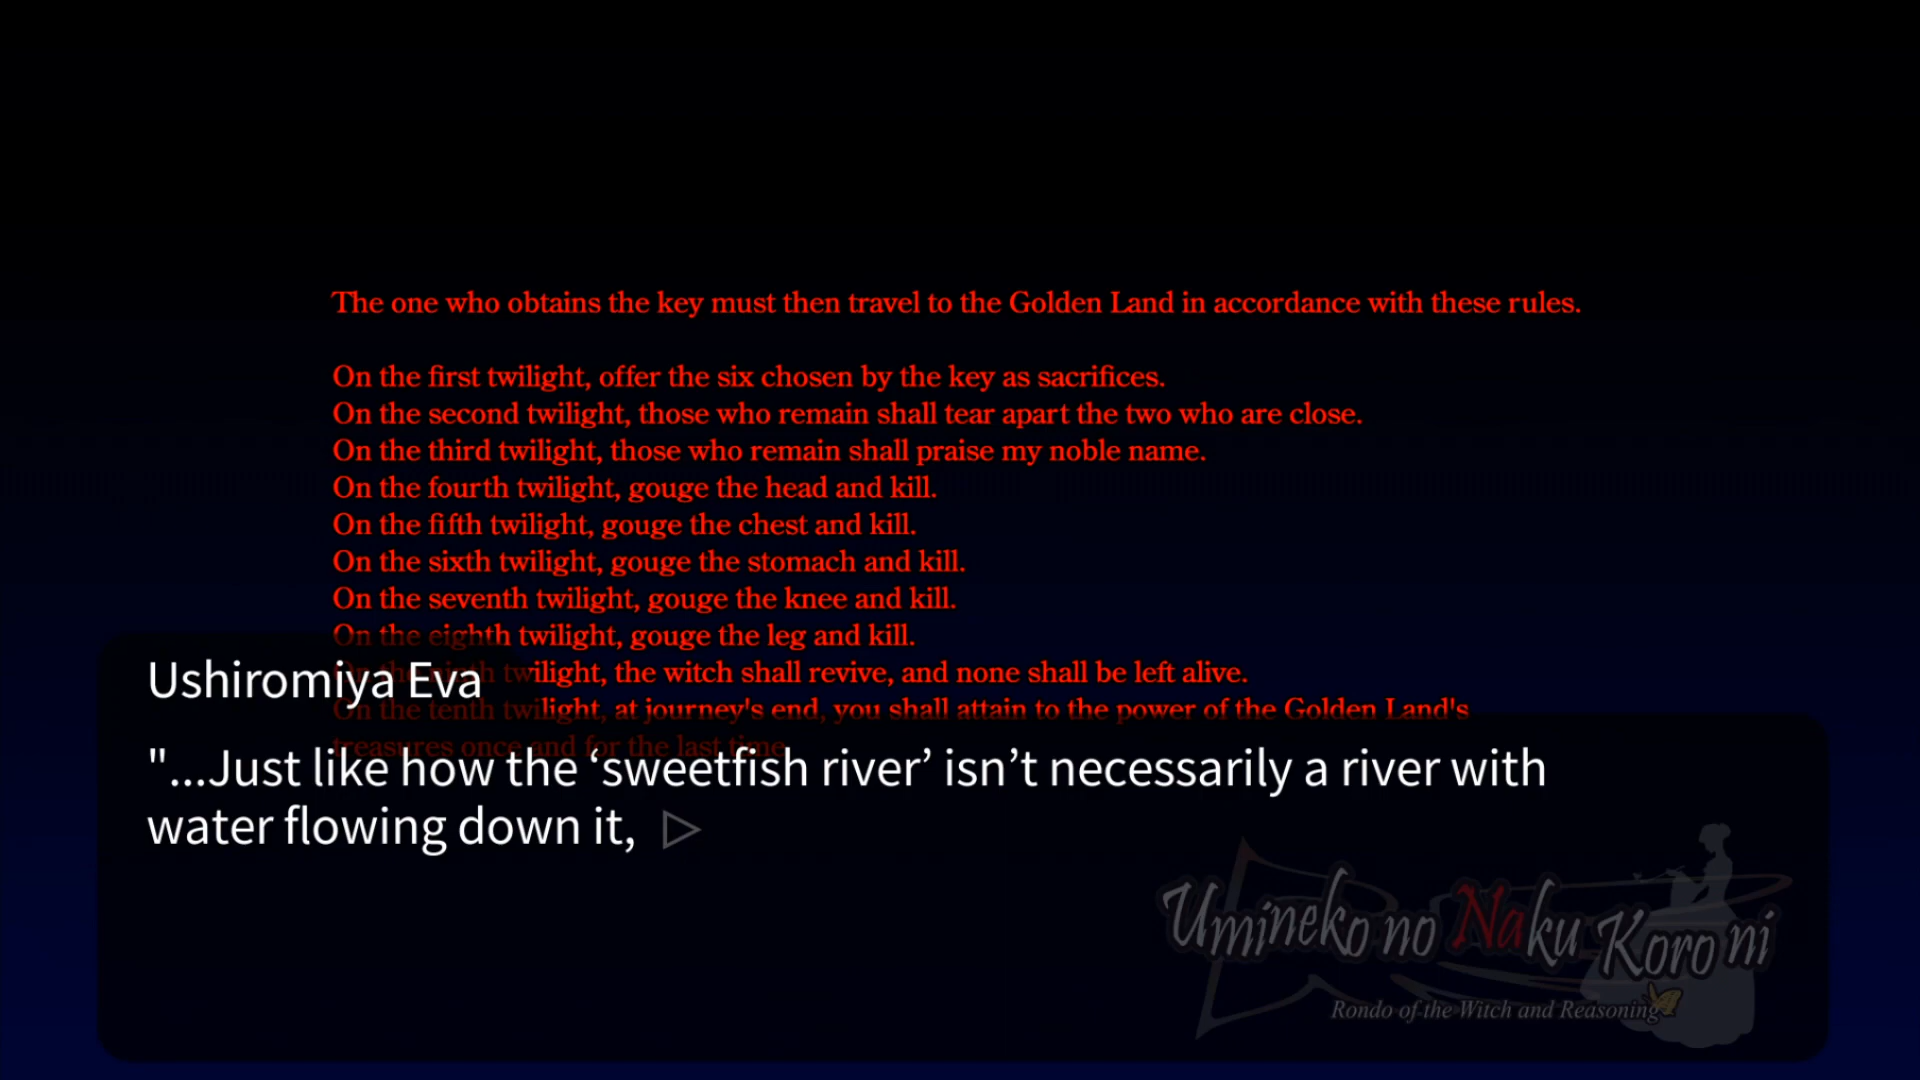 The one who obtains the key must then travel to the Golden Land in accordance with these rules.
On the first twilight, offer the six chosen by the key as sacrifices.
On the second twilight, those who remain shall tear apart the two who are close.
On the third twilight, those who remain shall praise my noble name.
On the fourth twilight, gouge the head and kill.
On the fifth twilight, gouge the chest and kill.
On the sixth twilight, gouge the stomach and kill.
On the seventh twilight, gouge the knee and kill.
On the eighth twilight, gouge the leg and kill.
On the ninth twilight, the witch shall revive, and none shall be left alive.
On the tenth twilight, at journey's end, you shall attain to the power of the Golden Land's
treasures once and for the last time.
Ushiromiya Eva
"...Just like how the ‘sweetfish river’ isn’t necessarily a river with
water flowing down it,
Umineko no Naku Koro ni
Rondo of the Witch and Reasoning